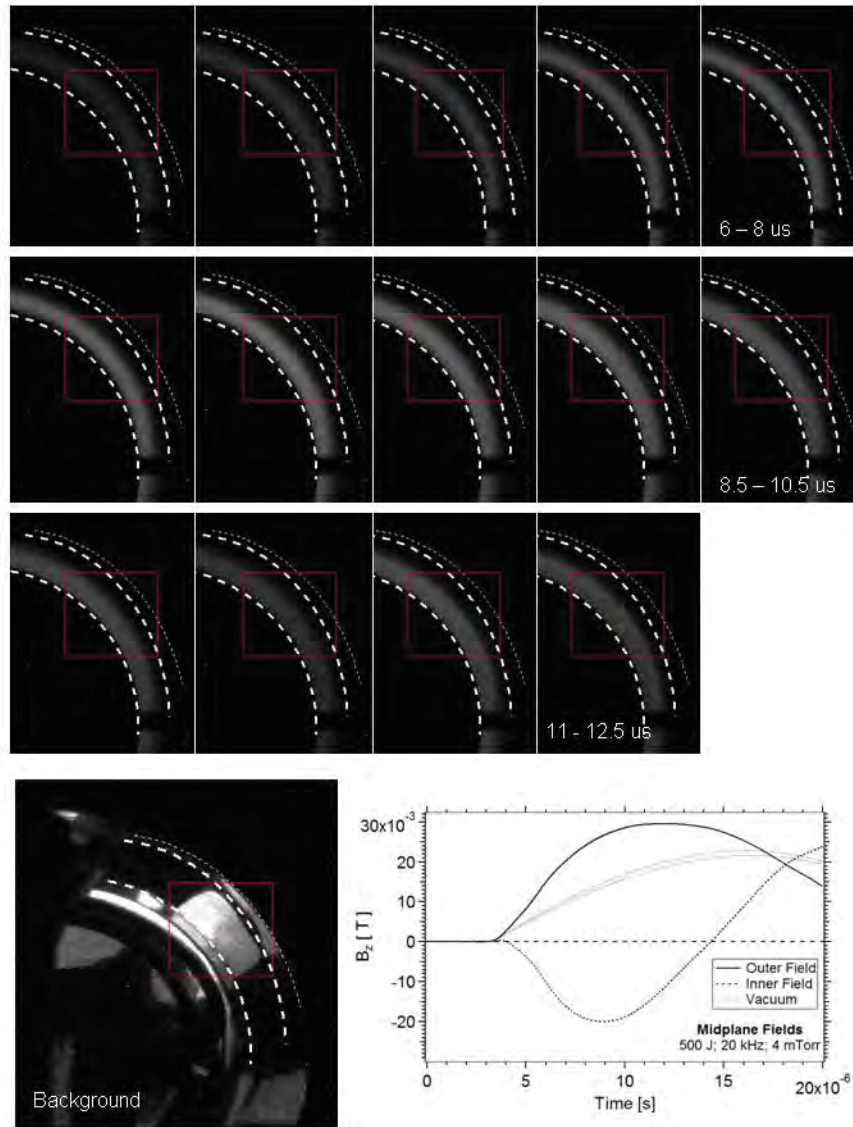 6 – 8 us
8.5 – 10.5 us
11 - 12.5 us
Background
30x10-3
20
10
0
-10
-20
Bz [ T ]
Outer Field
Inner Field
Vacuum
Midplane Fields
500 J; 20 kHz; 4 mTorr
0
5
10
15
20x10-6
Time [s]